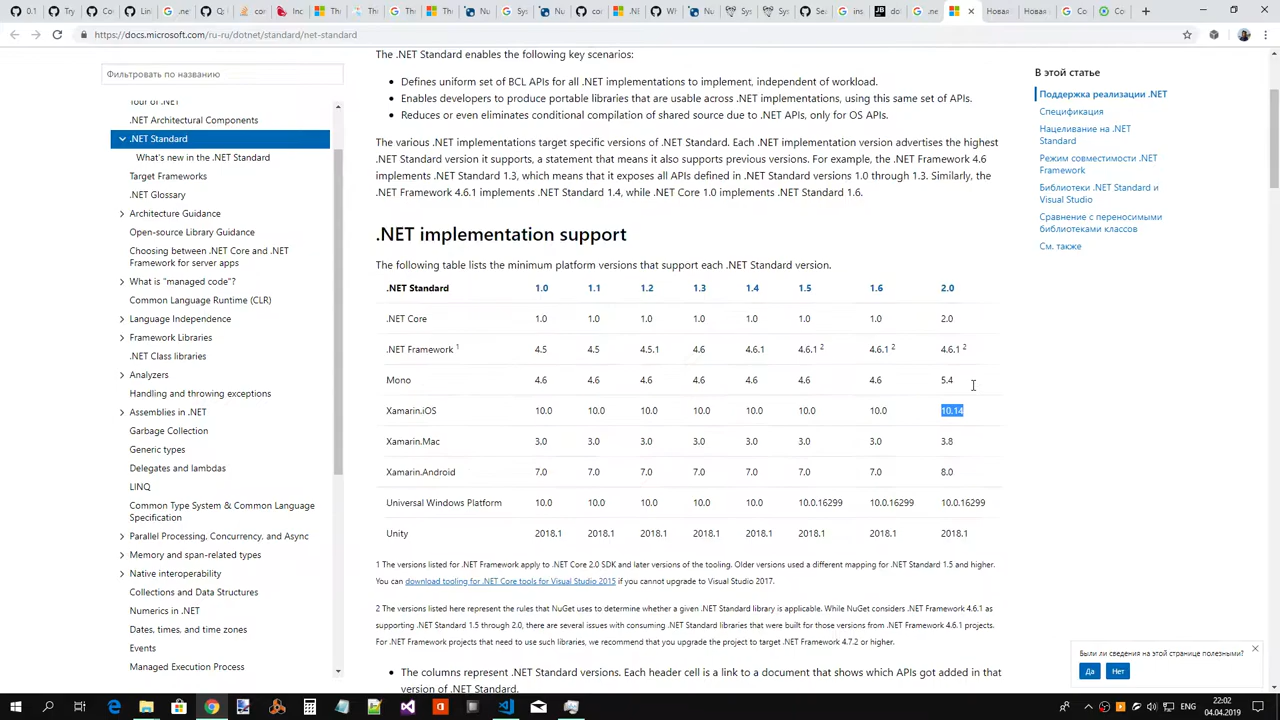 https://docs.microsoft.com/ru-ru/dotnet/standard/net-standard
Фильтровать по названию
Tour of .NET
.NET Architectural Components
.NET Standard
What's new in the .NET Standard
Target Frameworks
.NET Glossary
Architecture Guidance
Open-source Library Guidance
Choosing between .NET Core and .NET
Framework for server apps
What is "managed code"?
Common Language Runtime (CLR)
Language Independence
Framework Libraries
.NET Class libraries
Analyzers
Handling and throwing exceptions
Assemblies in .NET
Garbage Collection
Generic types
Delegates and lambdas
LINQ
Common Type System & Common Language
Specification
Parallel Processing, Concurrency, and Async
Memory and span-related types
Native interoperability
Collections and Data Structures
Numerics in .NET
Dates, times, and time zones
Events
Managed Execution Process
The .NET Standard enables the following key scenarios:
• Defines uniform set of BCL APIs for all .NET implementations to implement, independent of workload.
• Enables developers to produce portable libraries that are usable across .NET implementations, using this same set of APIs.
• Reduces or even eliminates conditional compilation of shared source due to .NET APIs, only for OS APIs.
The various .NET implementations target specific versions of .NET Standard. Each .NET implementation version advertises the highest
.NET Standard version it supports, a statement that means it also supports previous versions. For example, the .NET Framework 4.6
implements .NET Standard 1.3, which means that it exposes all APIs defined in .NET Standard versions 1.0 through 1.3. Similarly, the
.NET Framework 4.6.1 implements .NET Standard 1.4, while .NET Core 1.0 implements .NET Standard 1.6.
.NET implementation support
The following table lists the minimum platform versions that support each .NET Standard version.
.NET Standard 1.0 1.1 1.2 1.3 1.4 1.5 1.6 2.0
.NET Core 1.0 1.0 1.0 1.0 1.0 1.0 1.0 2.0
.NET Framework 1 4.5 4.5 4.5.1 4.6 4.6.1 4.6.1 2 4.6.1 2 4.6.1 2
Mono 4.6 4.6 4.6 4.6 4.6 4.6 4.6 5.4
Xamarin.iOS 10.0 10.0 10.0 10.0 10.0 10.0 10.0 10.14
Xamarin.Mac 3.0 3.0 3.0 3.0 3.0 3.0 3.0 3.8
Xamarin.Android 7.0 7.0 7.0 7.0 7.0 7.0 7.0 8.0
Universal Windows Platform 10.0 10.0 10.0 10.0 10.0 10.0.16299 10.0.16299 10.0.16299
Unity 2018.1 2018.1 2018.1 2018.1 2018.1 2018.1 2018.1 2018.1
1 The versions listed for .NET Framework apply to .NET Core 2.0 SDK and later versions of the tooling. Older versions used a different mapping for .NET Standard 1.5 and higher.
You can download tooling for .NET Core tools for Visual Studio 2015 if you cannot upgrade to Visual Studio 2017.
2 The versions listed here represent the rules that NuGet uses to determine whether a given .NET Standard library is applicable. While NuGet considers .NET Framework 4.6.1 as
supporting .NET Standard 1.5 through 2.0, there are several issues with consuming .NET Standard libraries that were built for those versions from .NET Framework 4.6.1 projects.
For .NET Framework projects that need to use such libraries, we recommend that you upgrade the project to target .NET Framework 4.7.2 or higher.
• The columns represent .NET Standard versions. Each header cell is a link to a document that shows which APIs got added in that
version of .NET Standard.
В этой статье
Поддержка реализации .NET
Спецификация
Нацеливание на .NET
Standard
Режим совместимости .NET
Framework
Библиотеки .NET Standard и
Visual Studio
Сравнение с переносимыми
библиотеками классов
См. также
Были ли сведения на этой странице полезными?
Да Нет
ENG
22:02
04.04.2019